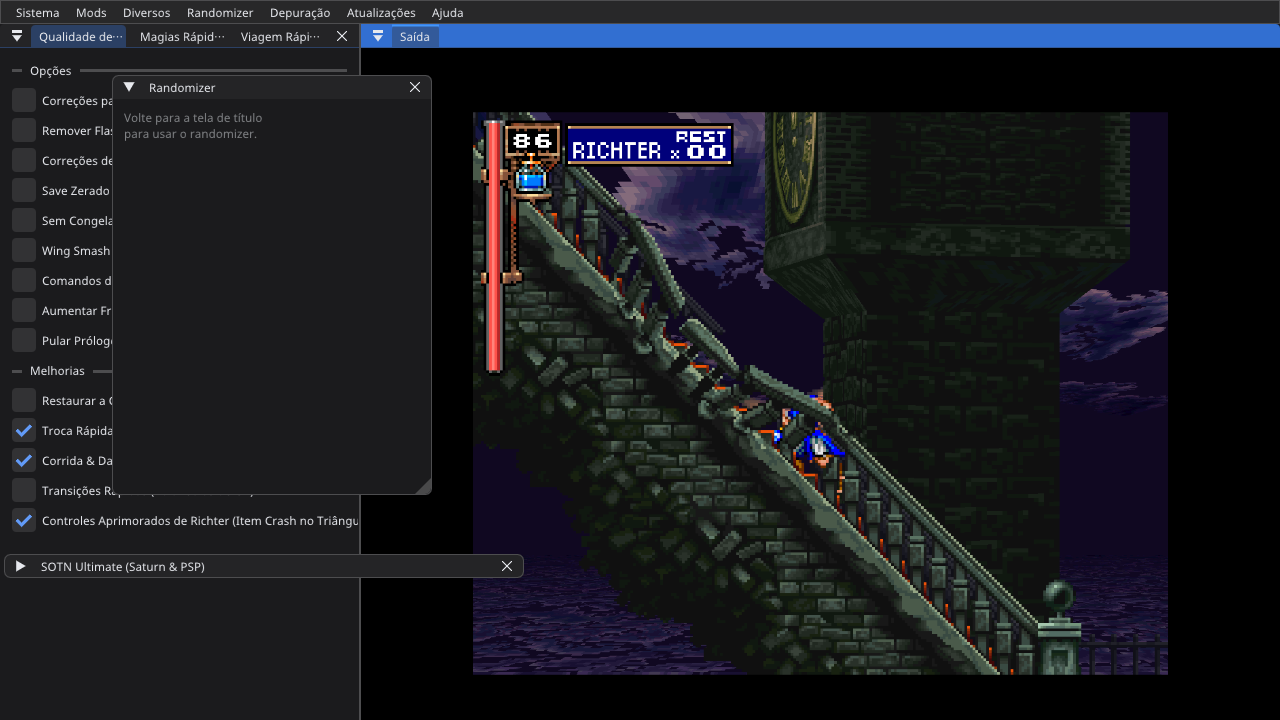 Sistema Mods Diversos Randomizer Depuração Atualizações Ajuda
Qualidade de··· Magias Rápid··· Viagem Rápi··· Saída
Opções
Randomizer
Volte para a tela de título
para usar o randomizer.
Correções pa
Remover Flas
Correções de
Save Zerado
Sem Congela
Wing Smash
Comandos d
Aumentar Fr
Pular Prólog
Melhorias
Restaurar a
Troca Rápida
Corrida & Da
Transições
Controles Aprimorados de Richter (Item Crash no Triângu
SOTN Ultimate (Saturn & PSP)
86
REST
RICHTER x 00